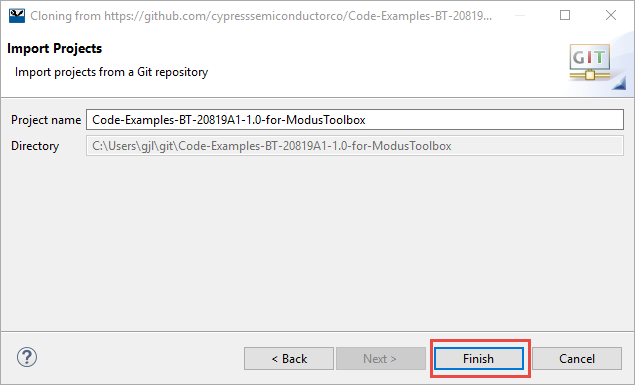 Cloning from https://github.com/cypresssemiconductorco/Code-Examples-BT-20819...
Import Projects
Import projects from a Git repository
GIT
Project name Code-Examples-BT-20819A1-1.0-for-ModusToolbox
Directory C:\Users\gjl\git\Code-Examples-BT-20819A1-1.0-for-ModusToolbox
? < Back Next > Finish Cancel